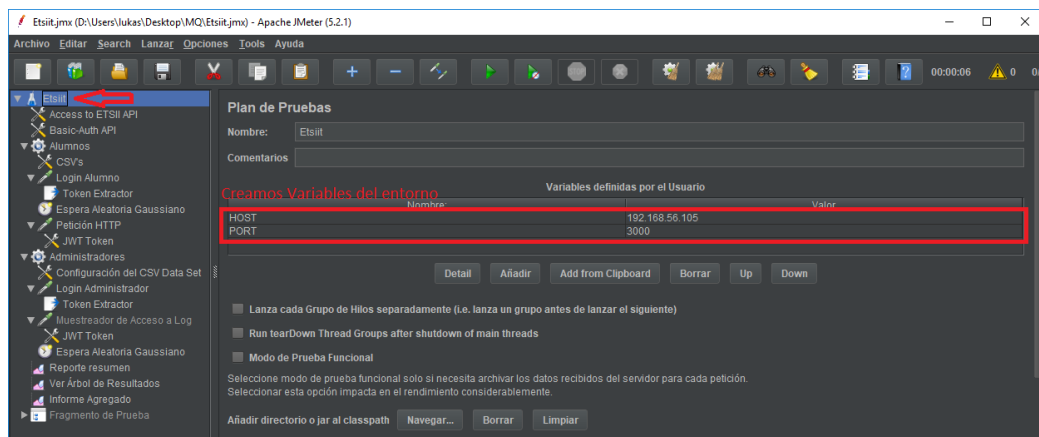 Etsiit.jmx (D:\Users\lukas\Desktop\MQ\Etsiit.jmx) - Apache JMeter (5.2.1)
Archivo Editar Search Lanzar Opciones Tools Ayuda
00:00:06 0 0/
Etsiit
Access to ETSII API
Basic-Auth API
Alumnos
CSV's
Login Alumno
Token Extractor
Espera Aleatoria Gaussiano
Petición HTTP
JWT Token
Administradores
Configuración del CSV Data Set
Login Administrador
Token Extractor
Muestreador de Acceso a Log
JWT Token
Espera Aleatoria Gaussiano
Reporte resumen
Ver Árbol de Resultados
Informe Agregado
Fragmento de Prueba
Plan de Pruebas
Nombre: Etsiit
Comentarios
Creamos Variables del entorno
Variables definidas por el Usuario
Nombre: Valor
HOST 192.168.56.105
PORT 3000
Detail Añadir Add from Clipboard Borrar Up Down
Lanza cada Grupo de Hilos separadamente (i.e. lanza un grupo antes de lanzar el siguiente)
Run tearDown Thread Groups after shutdown of main threads
Modo de Prueba Funcional
Seleccione modo de prueba funcional solo si necesita archivar los datos recibidos del servidor para cada petición.
Seleccionar esta opción impacta en el rendimiento considerablemente.
Añadir directorio o jar al classpath Navegar... Borrar Limpiar